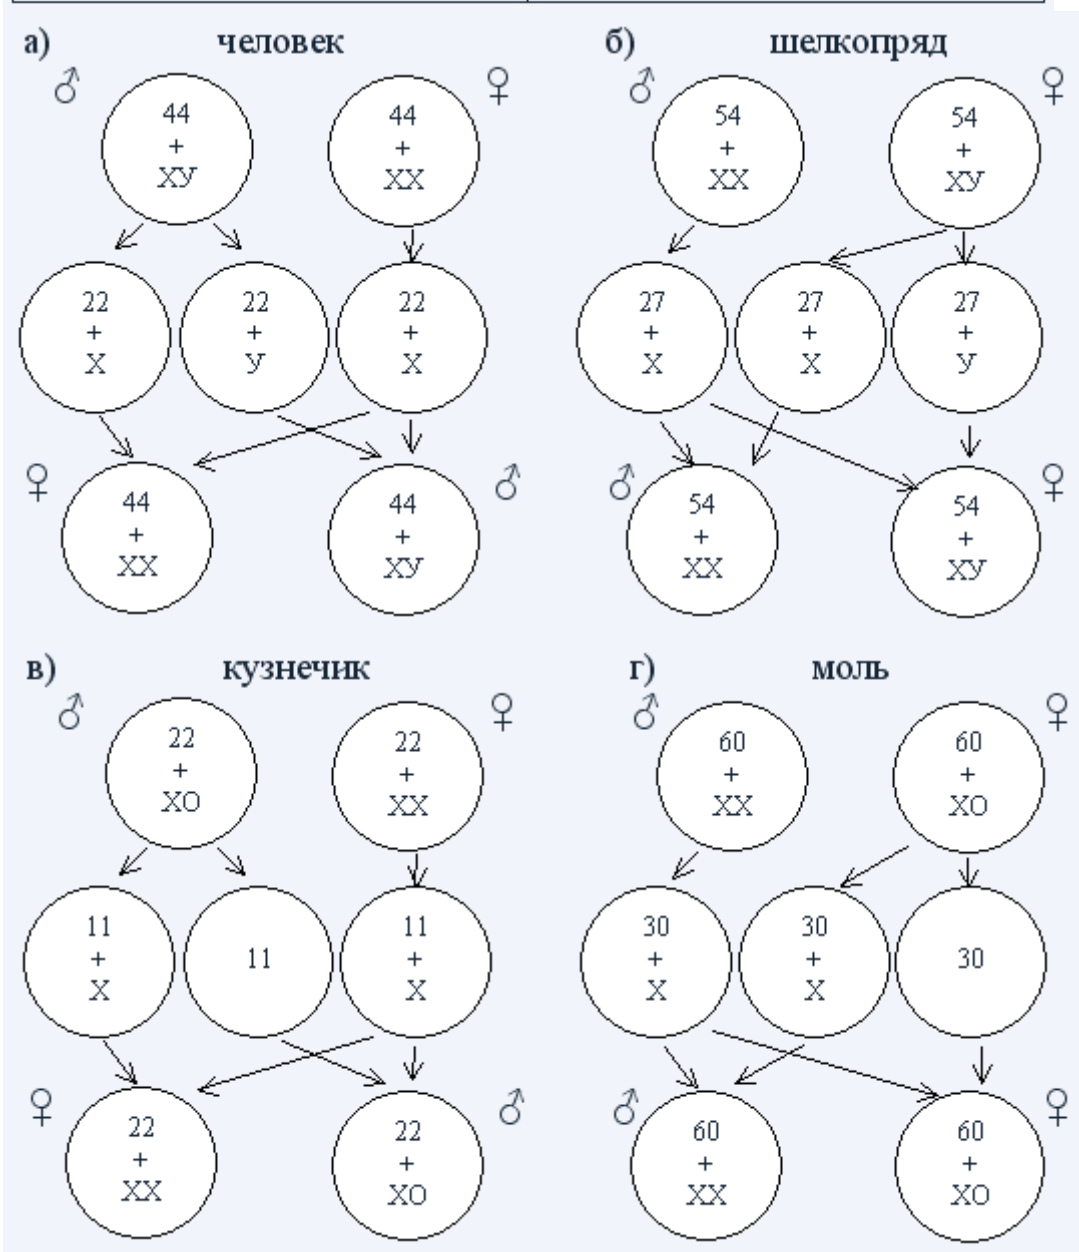 а) человек
б) шелкопряд
♂ ♀ ♂ ♀
44 + ХУ
44 + ХХ
54 + ХХ
54 + ХУ
22 + Х
22 + У
22 + Х
27 + Х
27 + Х
27 + У
♀ ♂ ♂ ♀
44 + ХХ
44 + ХУ
54 + ХХ
54 + ХУ
в) кузнечик
г) моль
♂ ♀ ♂ ♀
22 + ХО
22 + ХХ
60 + ХХ
60 + ХО
11 + Х
11
11 + Х
30 + Х
30 + Х
30
♀ ♂ ♂ ♀
22 + ХХ
22 + ХО
60 + ХХ
60 + ХО